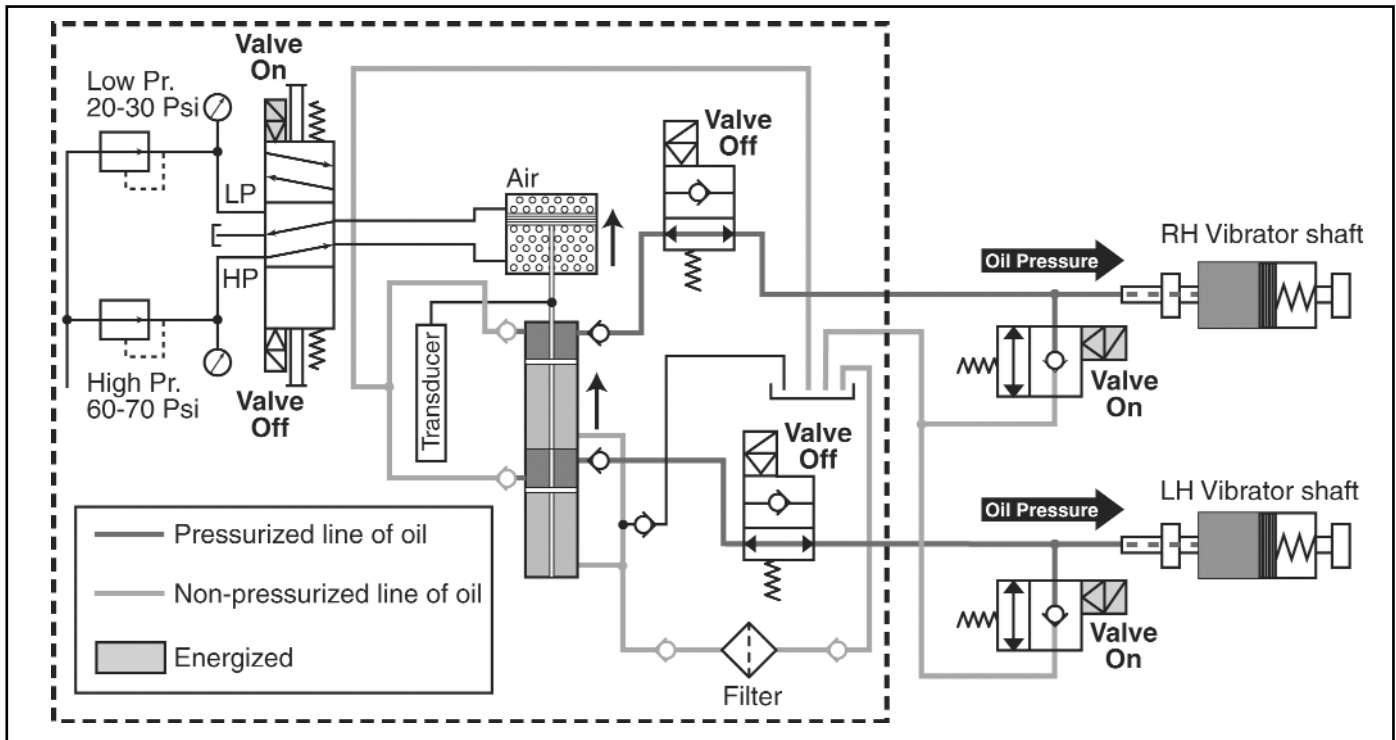 Valve
On
Low Pr.
20-30 Psi
LP
HP
High Pr.
60-70 Psi
Valve
Off
Air
Transducer
Valve
Off
Valve
Off
Filter
Oil Pressure
RH Vibrator shaft
Valve
On
Oil Pressure
LH Vibrator shaft
Valve
On
Pressurized line of oil
Non-pressurized line of oil
Energized